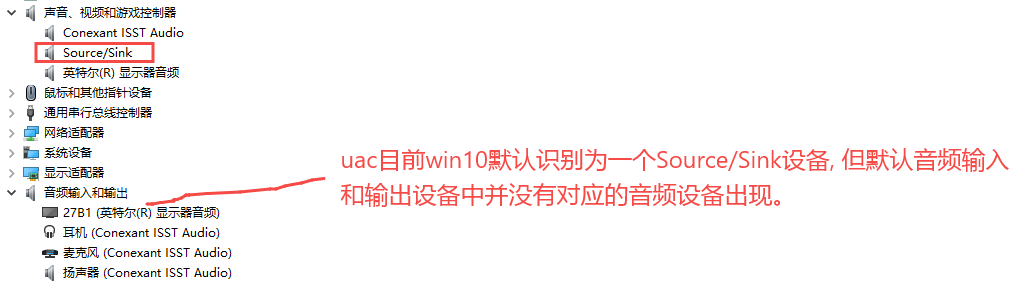 声音、视频和游戏控制器
Conexant ISST Audio
Source/Sink
英特尔(R) 显示器音频
鼠标和其他指针设备
通用串行总线控制器
网络适配器
系统设备
显示适配器
音频输入和输出
27B1 (英特尔(R) 显示器音频)
耳机 (Conexant ISST Audio)
麦克风 (Conexant ISST Audio)
扬声器 (Conexant ISST Audio)
uac目前win10默认识别为一个Source/Sink设备, 但默认音频输入
和输出设备中并没有对应的音频设备出现。